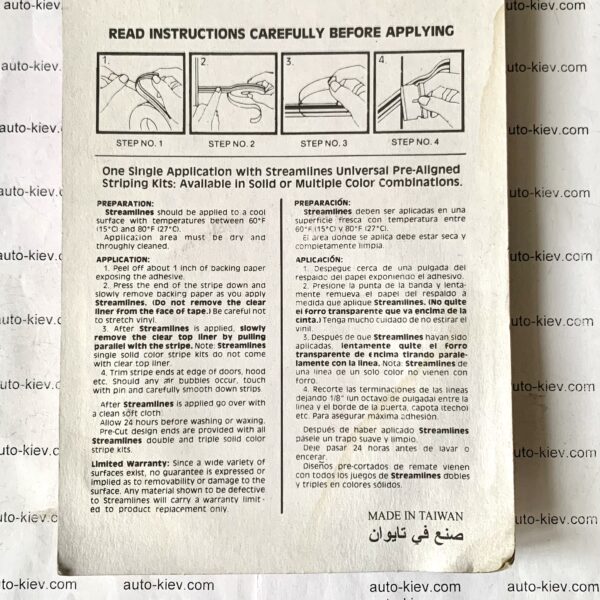 READ INSTRUCTIONS CAREFULLY BEFORE APPLYING
1.
2.
3.
4.
STEP NO. 1
STEP NO. 2
STEP NO. 3
STEP NO. 4
One Single Application with Streamlines Universal Pre-Aligned
Striping Kits: Available in Solid or Multiple Color Combinations.
PREPARATION:
Streamlines should be applied to a cool
surface with temperatures between 60°F
(15°C) and 80°F (27°C).
Application area must be dry and
throughly cleaned.
APPLICATION:
1. Peel off about 1 inch of backing paper
exposing the adhesive.
2. Press the end of the stripe down and
slowly remove backing paper as you apply
Streamlines. (Do not remove the clear
liner from the face of tape.) Be careful not
to stretch vinyl.
3. After Streamlines is applied, slowly
remove the clear top liner by pulling
parallel with the stripe. Note: Streamlines
single solid color stripe kits do not come
with clear top liner.
4. Trim stripe ends at edge of doors, hood
etc. Should any air bubbles occur, touch
with pin and carefully smooth down strips.
After Streamlines is applied go over with
a clean soft cloth.
Allow 24 hours before washing or waxing.
Pre-Cut design ends are provided with all
Streamlines double and triple solid color
stripe kits.
Limited Warranty: Since a wide variety of
surfaces exist, no guarantee is expressed or
implied as to removability or damage to the
surface. Any material shown to be defective
to Streamlines will carry a warranty limit-
ed to product replacement only.
PREPARACIÓN:
Streamlines deben ser aplicadas en una
superficie fresca con temperatura entre
60°F (15°C) y 80°F (27°C).
El area donde se aplica debe estar seca y
completamente limpia.
APLICACIÓN:
1. Despegue cerca de una pulgada del
respaldo del papel exponiendo el adhesivo.
2. Presione la punta de la banda y lenta-
mente remueva el papel del respaldo a
medida que aplique Streamlines. (No quite
el forro transparente que va encima de la
cinta.) Tenga mucho cuidado de no estirar el
vinil.
3. Después de que Streamlines hayan sido
aplicadas, lentamente quite el forro
transparente de encima tirando parale-
lamente con la linea. Nota: Streamlines de
una linea de un solo color no vienen con
forro.
4. Recorte las terminaciones de las lineas
dejando 1/8" (un octavo de pulgada) entre la
linea y el borde de la puerta, capota (techo)
etc. Para asegurar máxima adhesión.
Después de haber aplicado Streamlines
pasele un trapo suave y limpio.
Deje pasar 24 horas antes de lavar o
encerar.
Diseños pre-cortados de remate vienen
con todos los juegos de Streamlines dobles
y triples en colores sólidos.
MADE IN TAIWAN
صنع في تايوان
auto-kiev.com